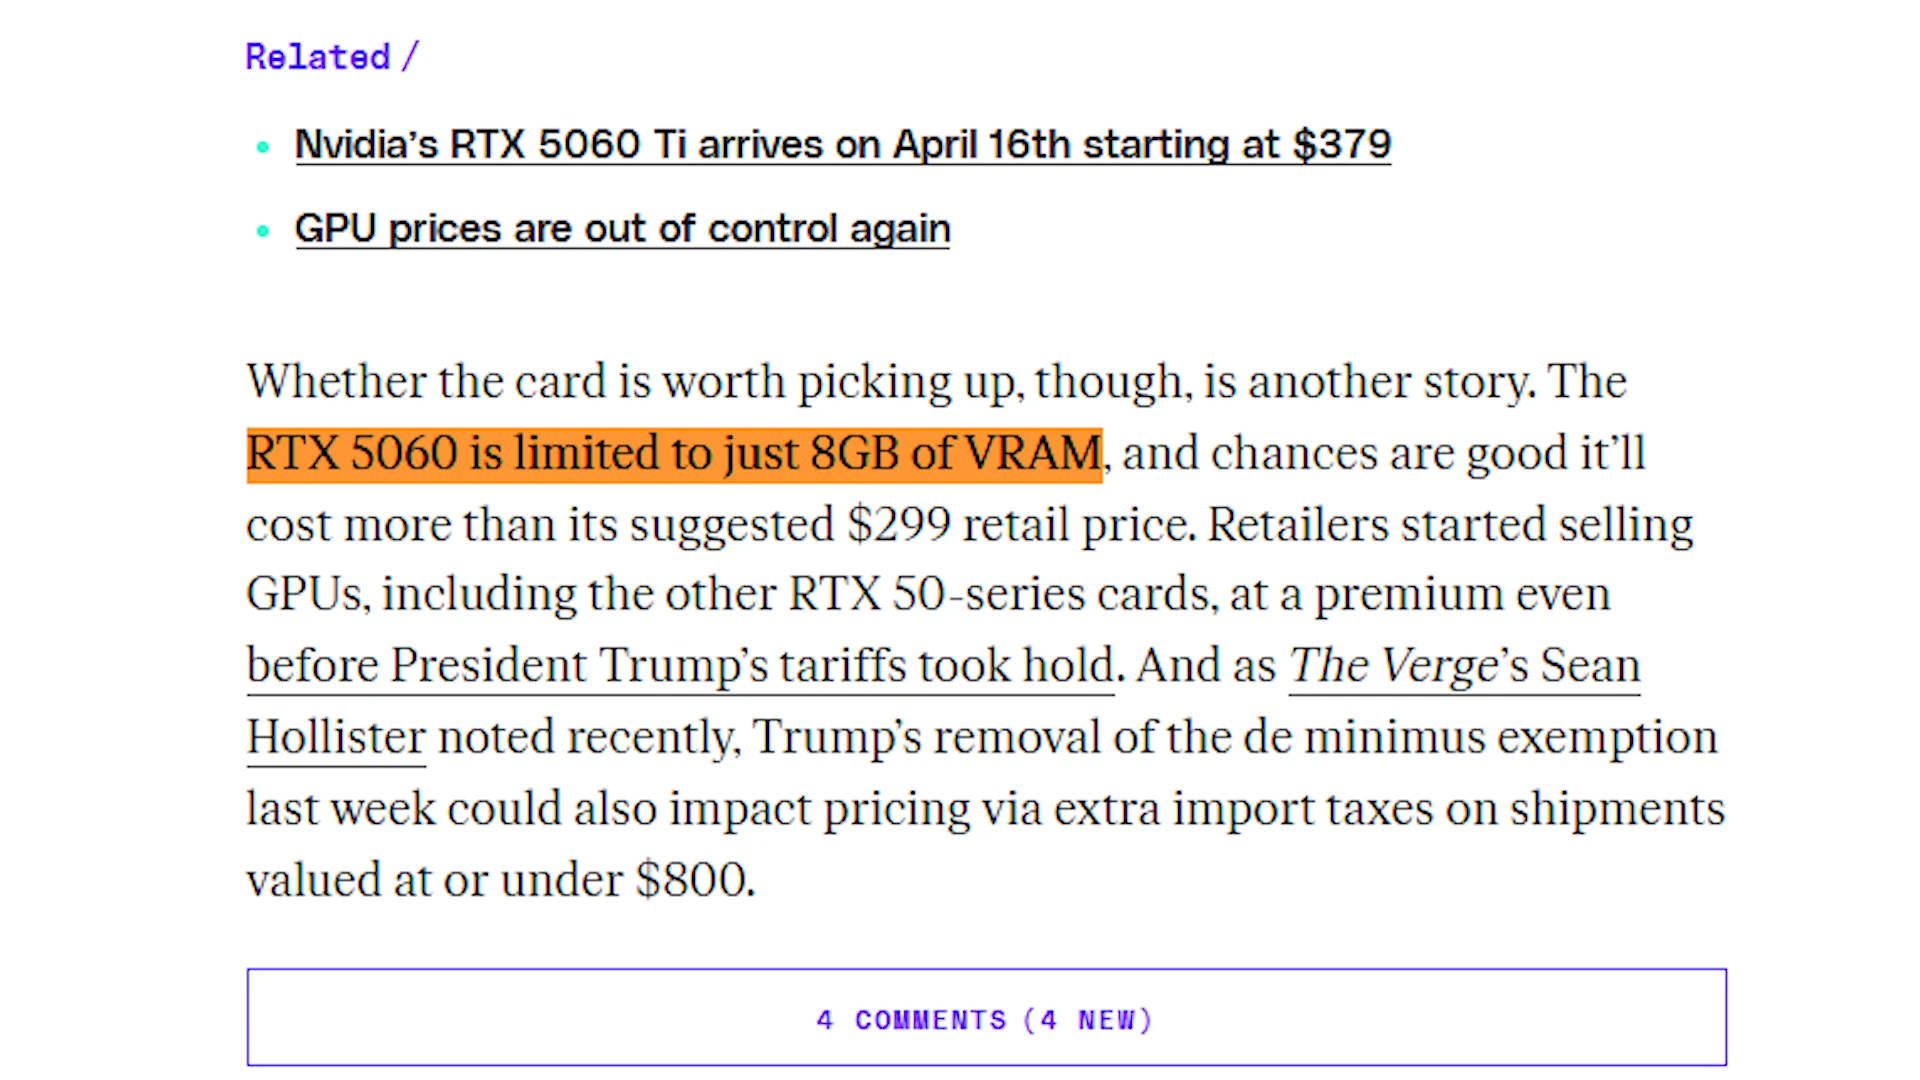 Related /
Nvidia’s RTX 5060 Ti arrives on April 16th starting at $379
GPU prices are out of control again
Whether the card is worth picking up, though, is another story. The
RTX 5060 is limited to just 8GB of VRAM, and chances are good it’ll
cost more than its suggested $299 retail price. Retailers started selling
GPUs, including the other RTX 50-series cards, at a premium even
before President Trump’s tariffs took hold. And as The Verge’s Sean
Hollister noted recently, Trump’s removal of the de minimus exemption
last week could also impact pricing via extra import taxes on shipments
valued at or under $800.
4 COMMENTS (4 NEW)